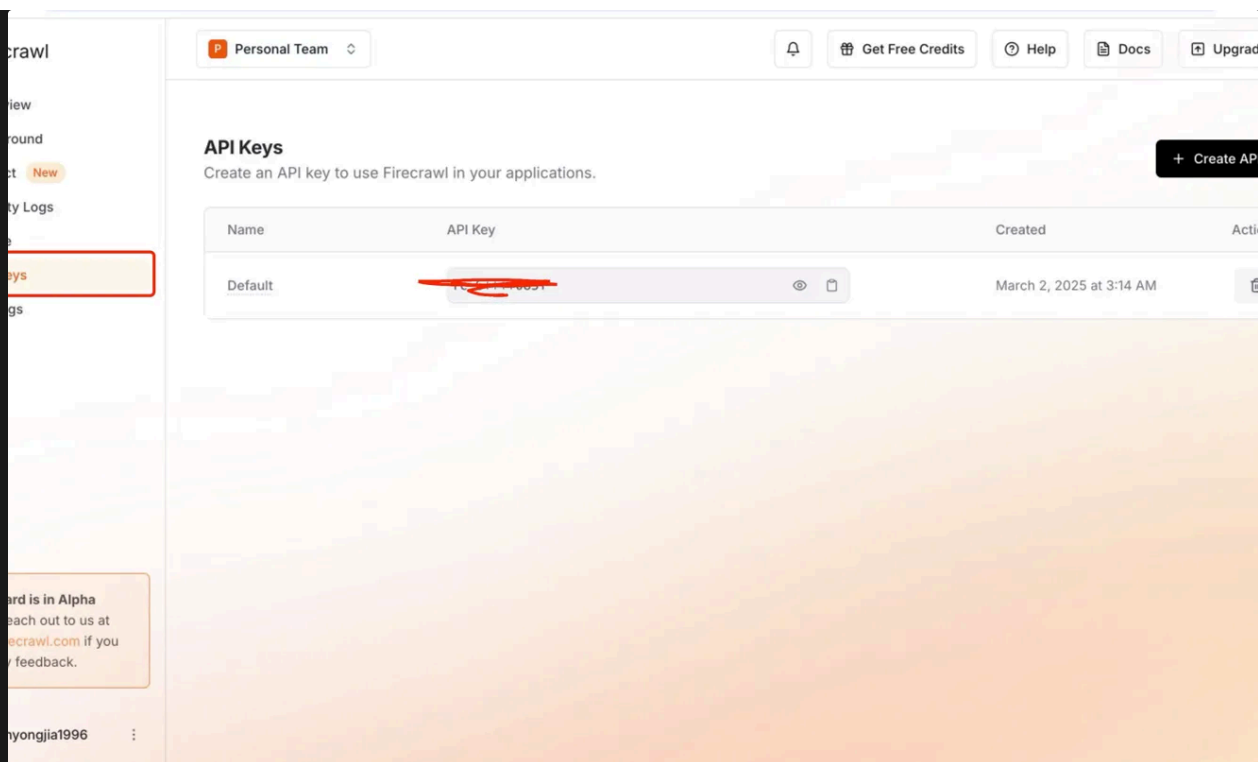 crawl
Personal Team
Get Free Credits
Help
Docs
Upgrad
iew
round
ct New
ty Logs
e
eys
gs
API Keys
Create an API key to use Firecrawl in your applications.
+ Create AP
Name API Key Created Acti
Default March 2, 2025 at 3:14 AM
ard is in Alpha
each out to us at
ecrawl.com if you
y feedback.
nyongjia1996